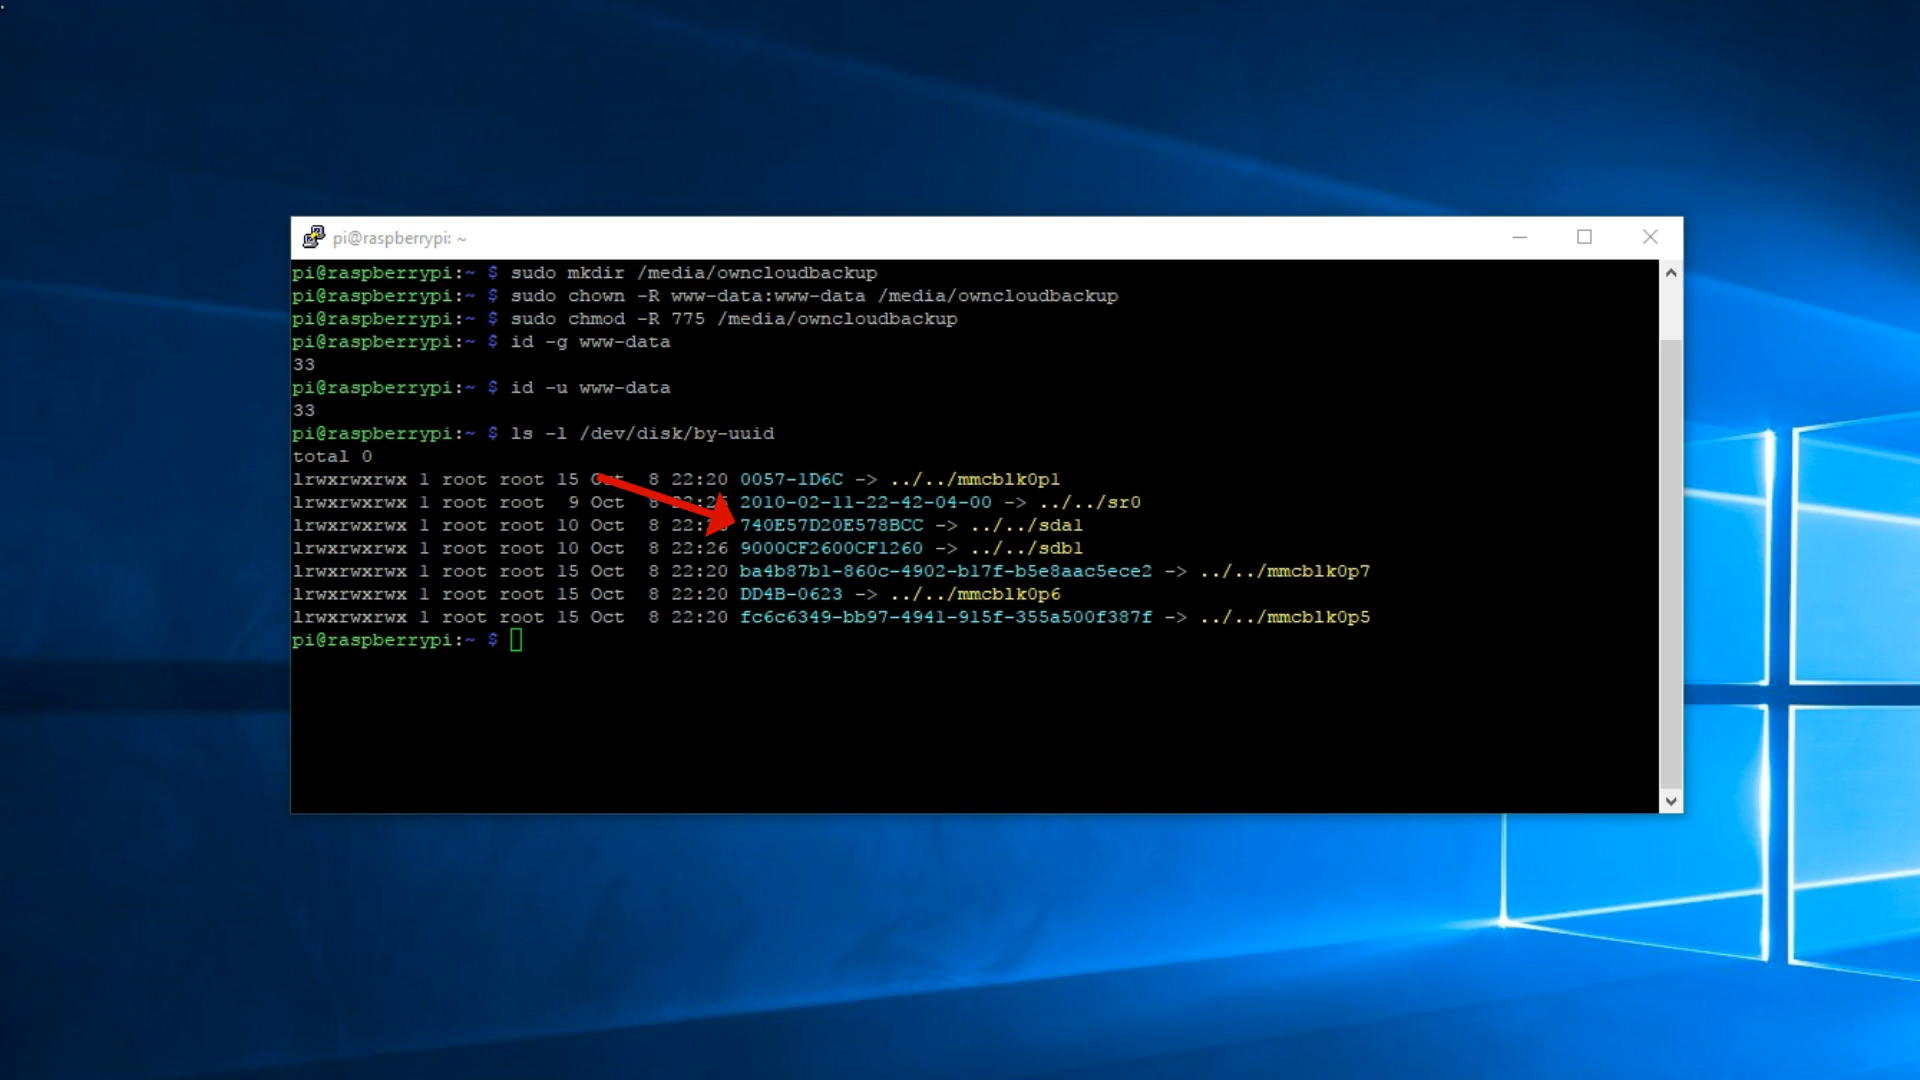 pi@raspberrypi: ~
pi@raspberrypi:~ $ sudo mkdir /media/owncloudbackup
pi@raspberrypi:~ $ sudo chown -R www-data:www-data /media/owncloudbackup
pi@raspberrypi:~ $ sudo chmod -R 775 /media/owncloudbackup
pi@raspberrypi:~ $ id -g www-data
33
pi@raspberrypi:~ $ id -u www-data
33
pi@raspberrypi:~ $ ls -l /dev/disk/by-uuid
total 0
lrwxrwxrwx 1 root root 15 Oct  8 22:20 0057-1D6C -> ../../mmcblk0p1
lrwxrwxrwx 1 root root  9 Oct  8 2010-02-11-22-42-04-00 -> ../../sr0
lrwxrwxrwx 1 root root 10 Oct  8 740E57D20E578BCC -> ../../sda1
lrwxrwxrwx 1 root root 10 Oct  8 22:26 9000CF2600CF1260 -> ../../sdb1
lrwxrwxrwx 1 root root 15 Oct  8 22:20 ba4b87b1-860c-4902-b17f-b5e8aac5ece2 -> ../../mmcblk0p7
lrwxrwxrwx 1 root root 15 Oct  8 22:20 DD4B-0623 -> ../../mmcblk0p6
lrwxrwxrwx 1 root root 15 Oct  8 22:20 fc6c6349-bb97-4941-915f-355a500f387f -> ../../mmcblk0p5
pi@raspberrypi:~ $